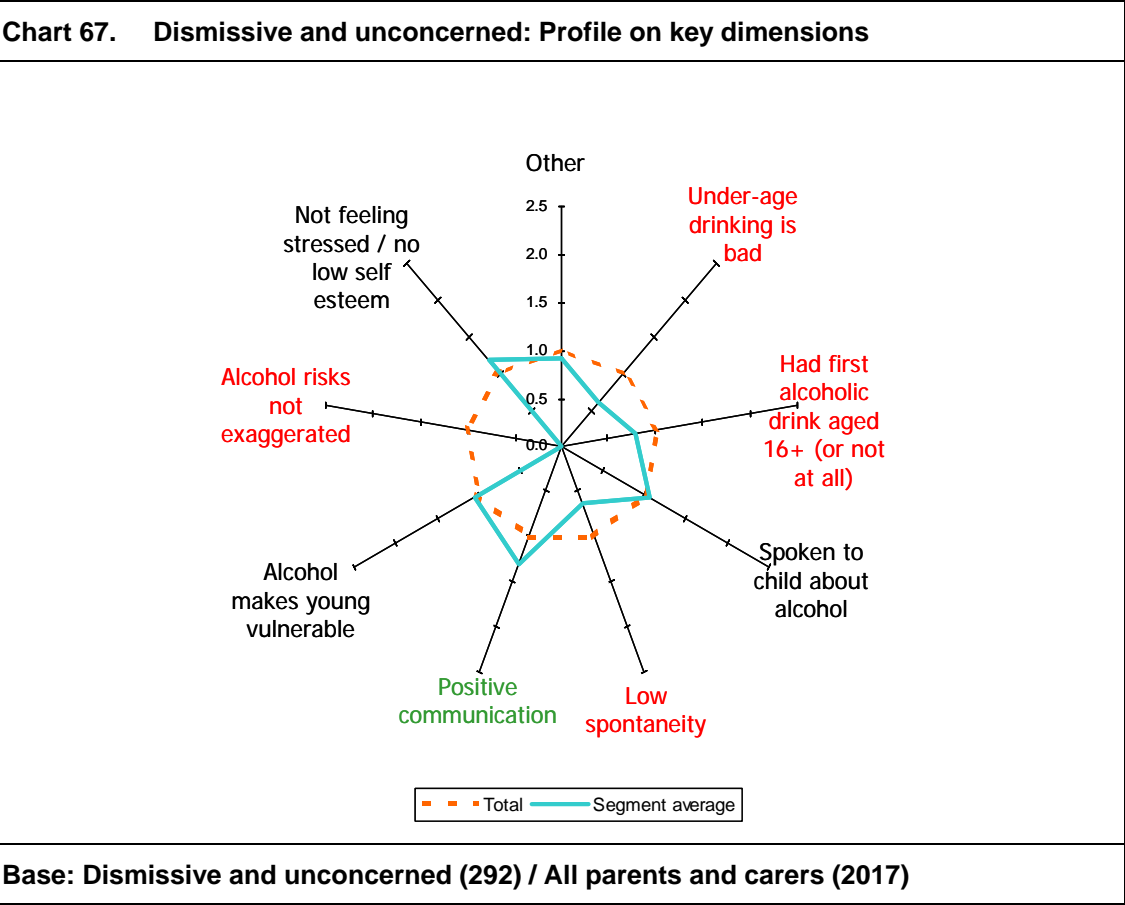 Chart 67. Dismissive and unconcerned: Profile on key dimensions
Other
Under-age
drinking is
bad
Had first
alcoholic
drink aged
16+ (or not
at all)
Spoken to
child about
alcohol
Low
spontaneity
Positive
communication
Alcohol
makes young
vulnerable
Alcohol risks
not
exaggerated
Not feeling
stressed / no
low self
esteem
2.5
2.0
1.5
1.0
0.5
0.0
Total
Segment average
Base: Dismissive and unconcerned (292) / All parents and carers (2017)